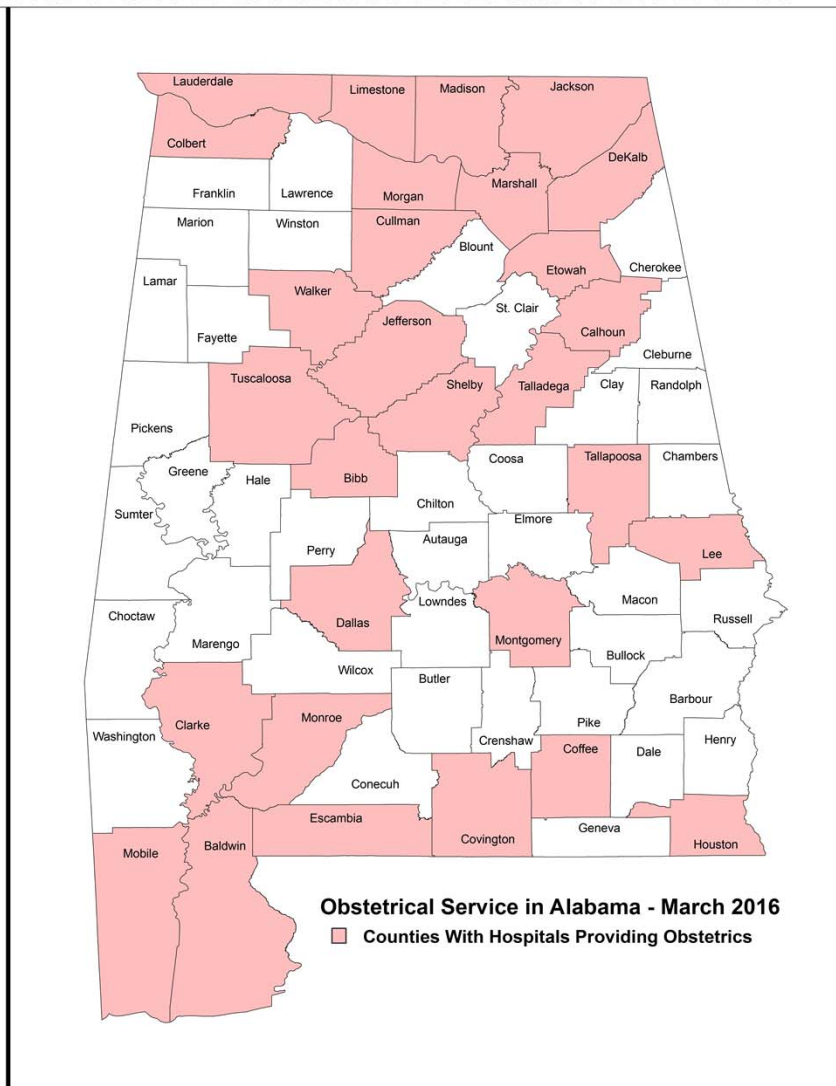 Lauderdale
Limestone
Madison
Jackson
Colbert
DeKalb
Franklin
Lawrence
Morgan
Marshall
Marion
Winston
Cullman
Blount
Lamar
Walker
Etowah
Cherokee
Fayette
Jefferson
St. Clair
Calhoun
Cleburne
Tuscaloosa
Shelby
Talladega
Clay
Randolph
Pickens
Greene
Hale
Bibb
Chilton
Coosa
Tallapoosa
Chambers
Sumter
Perry
Autauga
Elmore
Lee
Choctaw
Marengo
Dallas
Lowndes
Montgomery
Macon
Russell
Bullock
Wilcox
Butler
Crenshaw
Pike
Barbour
Washington
Clarke
Monroe
Conecuh
Coffee
Dale
Henry
Mobile
Baldwin
Escambia
Covington
Geneva
Houston
Obstetrical Service in Alabama - March 2016
Counties With Hospitals Providing Obstetrics